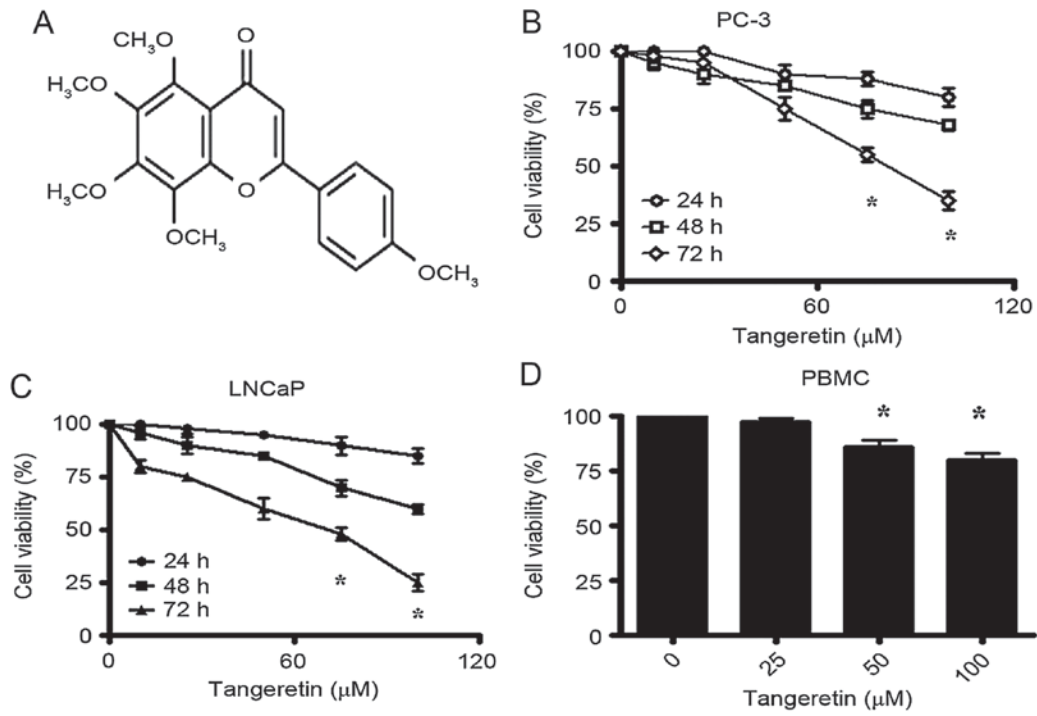 A
CH₃O
O
H₃CO
H₃CO
O
OCH₃
OCH₃
B
PC-3
Cell viability (%)
100
75
50
25
0
24 h
48 h
72 h
*
*
0
60
120
Tangeretin (µM)
C
LNCaP
Cell viability (%)
100
75
50
25
0
24 h
48 h
72 h
*
*
0
60
120
Tangeretin (µM)
D
PBMC
Cell viability (%)
100
75
50
25
0
*
*
0
25
50
100
Tangeretin (µM)